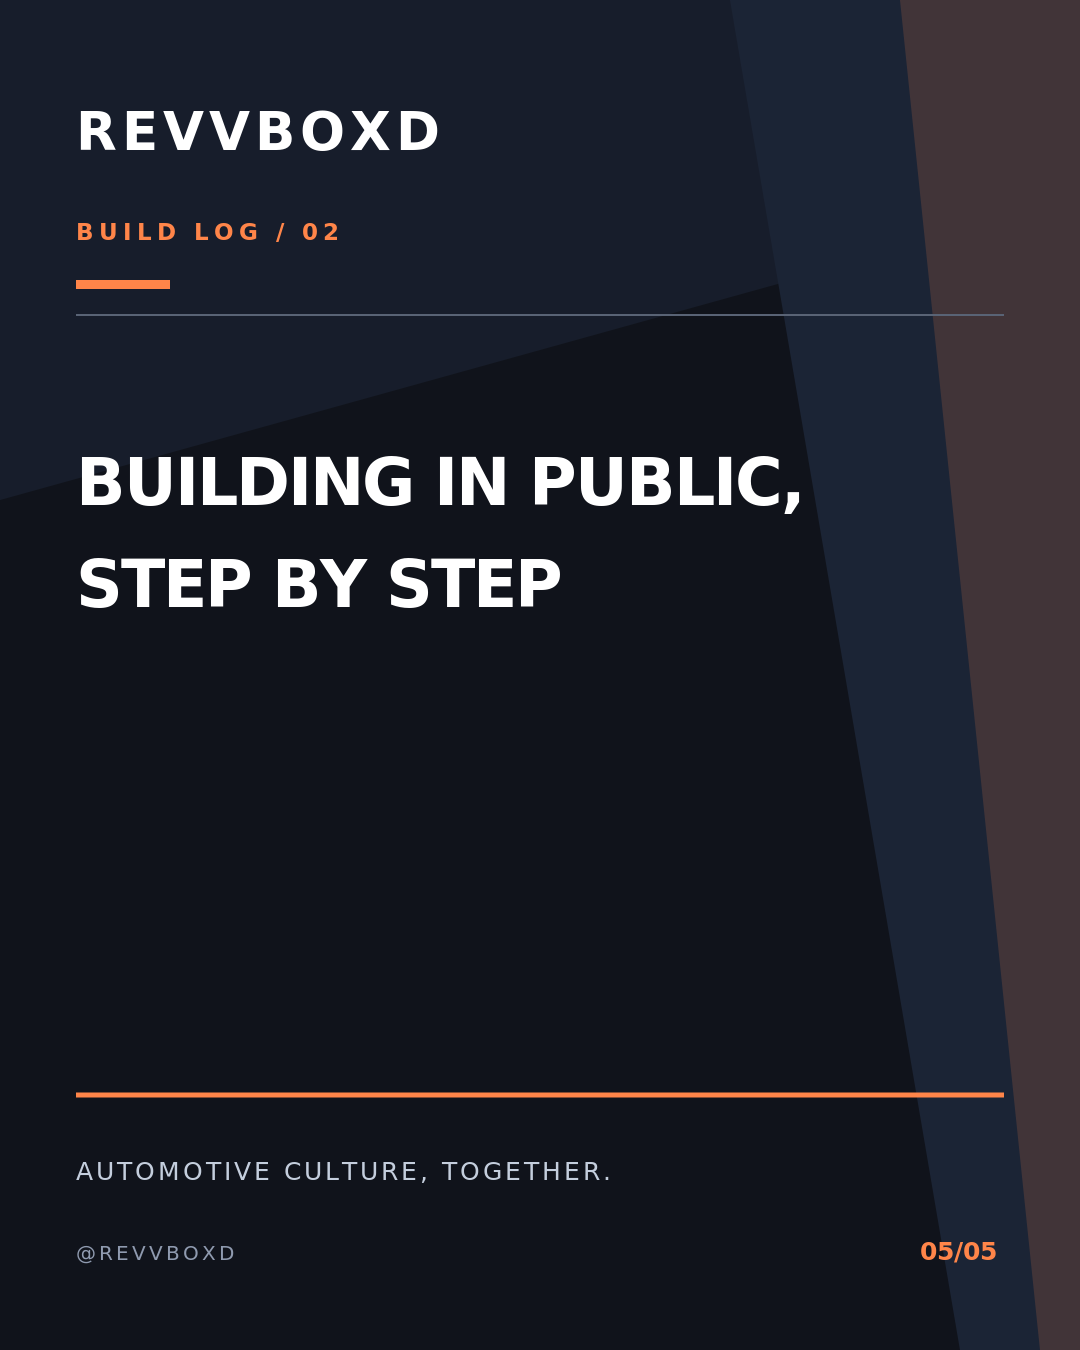 REVVBOXD
BUILD LOG / 02
BUILDING IN PUBLIC,
STEP BY STEP
AUTOMOTIVE CULTURE, TOGETHER.
@REVVBOXD
05/05